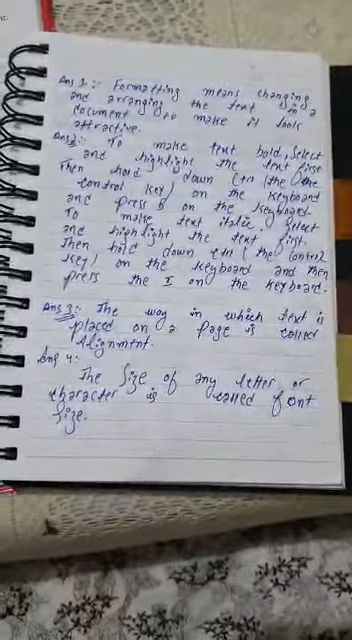 Ans 1:- Formatting means changing
and arranging the text in a
document to make it look
attractive.
Ans 2:- To make text bold, select
and highlight the text first
Then hold down Ctrl (the
control key) on the keyboard
and press B on the keyboard
To make text italic, select
and highlight the text first.
Then hold down ctrl (the control
key) on the keyboard and then
press the I on the keyboard.
Ans 3:- The way in which text is
placed on a page is called
Alignment.
Ans 4:-
The Size of any letter or
character is called font
Size.